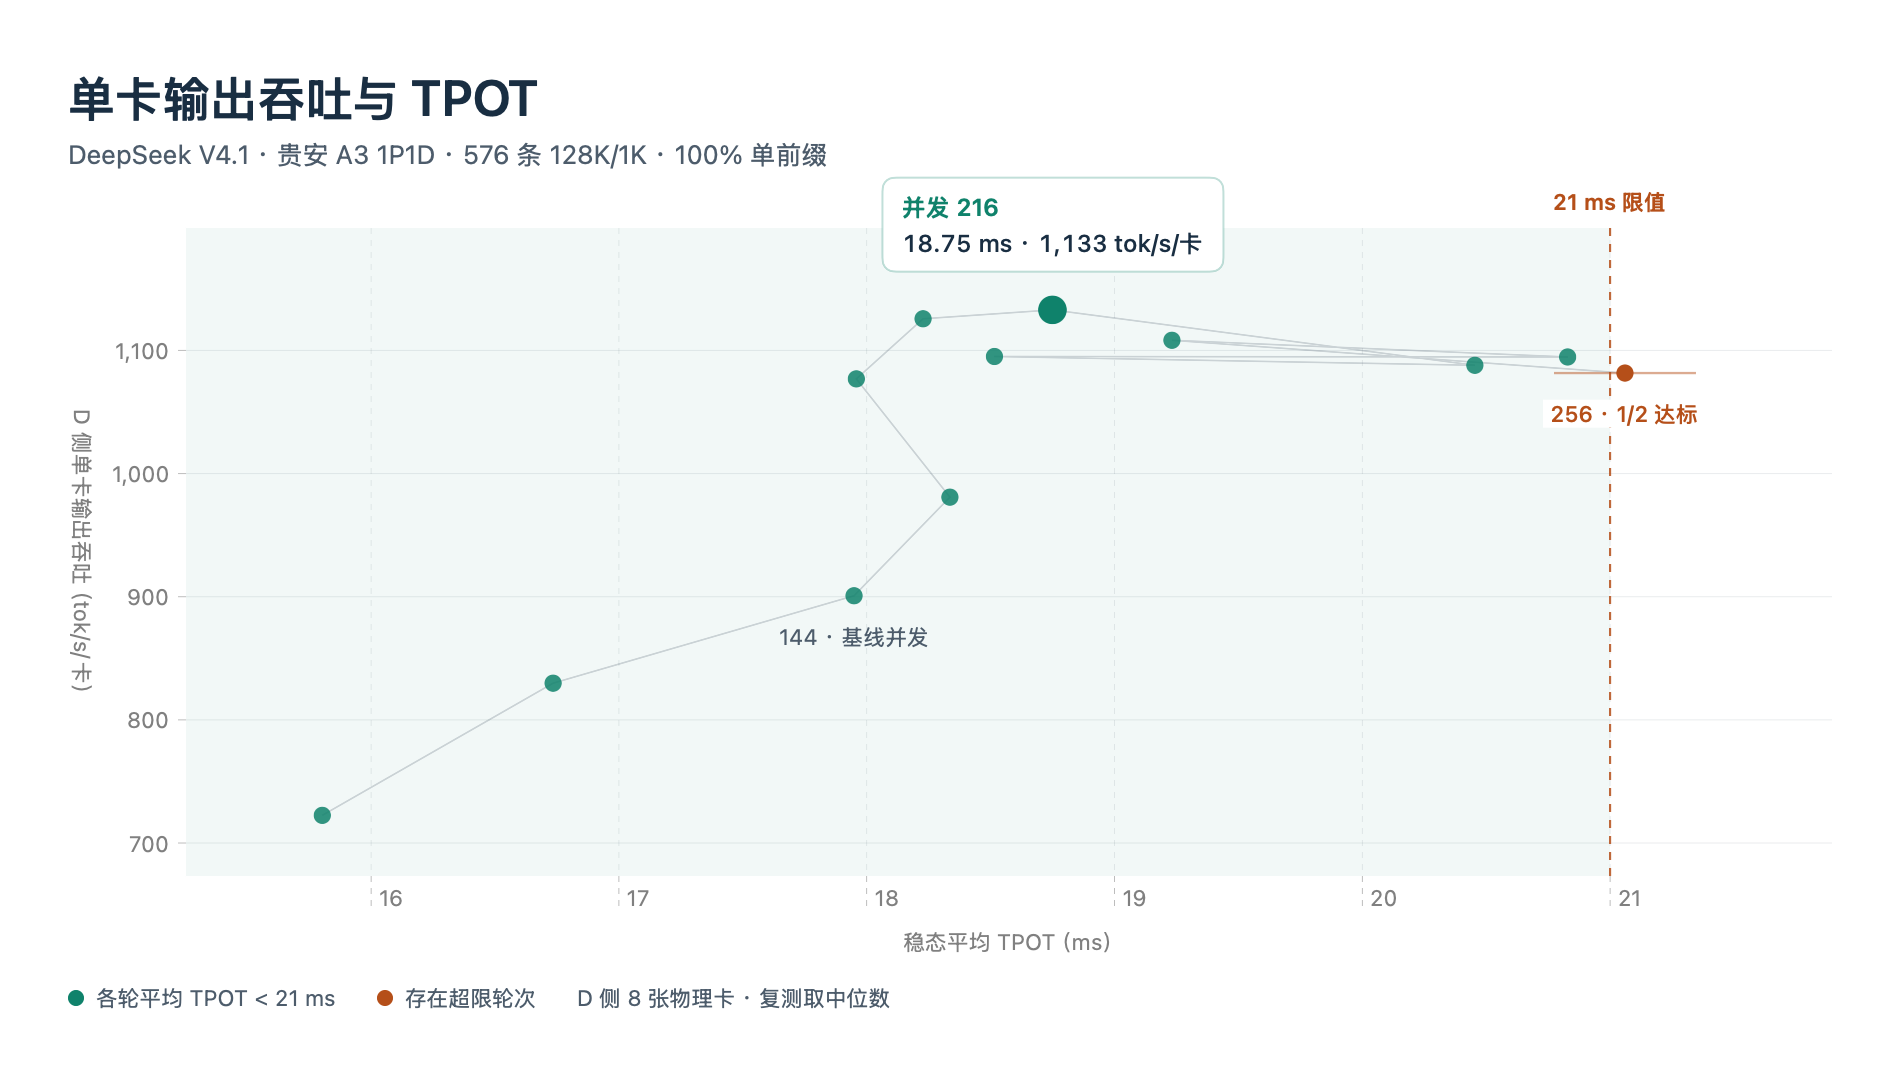 单卡输出吞吐与 TPOT
DeepSeek V4.1 · 贵安 A3 1P1D · 576 条 128K/1K · 100% 单前缀
并发 216
18.75 ms · 1,133 tok/s/卡
21 ms 限值
1,100
256 · 1/2 达标
1,000
D 侧单卡输出吞吐 (tok/s/卡)
900
144 · 基线并发
800
700
16
17
18
19
20
21
稳态平均 TPOT (ms)
各轮平均 TPOT < 21 ms
存在超限轮次
D 侧 8 张物理卡 · 复测取中位数